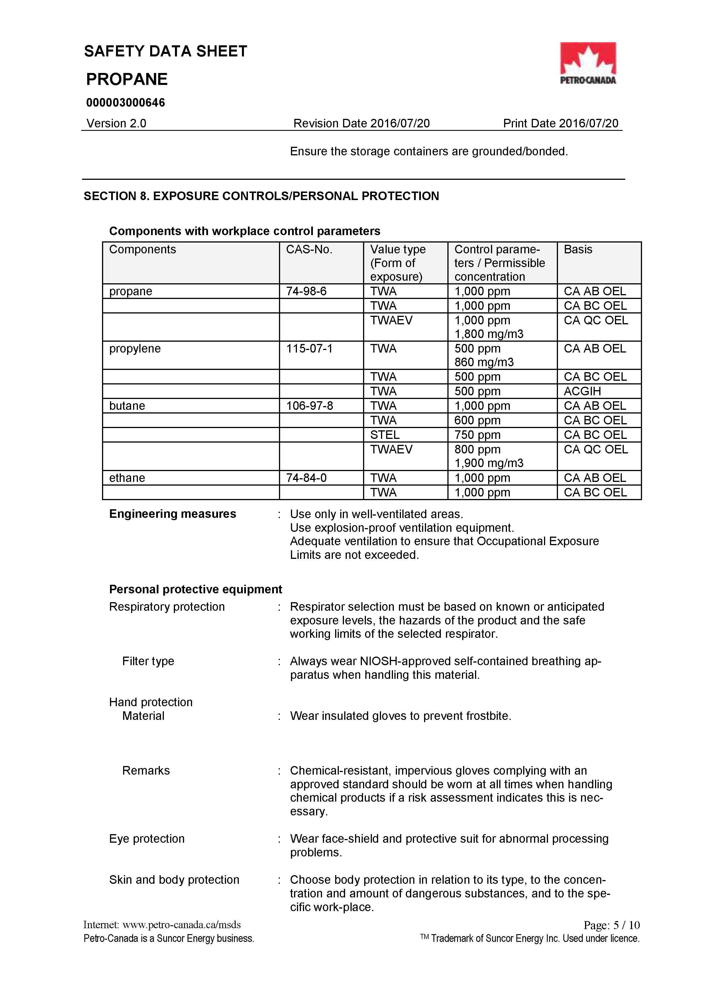 SAFETY DATA SHEET
PETRO-CANADA
PROPANE
000003000646
Version 2.0 Revision Date 2016/07/20 Print Date 2016/07/20
Ensure the storage containers are grounded/bonded.
SECTION 8. EXPOSURE CONTROLS/PERSONAL PROTECTION
Components with workplace control parameters
Components CAS-No. Value type Control parame- Basis
(Form of ters / Permissible
exposure) concentration
propane 74-98-6 TWA 1,000 ppm CA AB OEL
TWA 1,000 ppm CA BC OEL
TWAEV 1,000 ppm CA QC OEL
1,800 mg/m3
propylene 115-07-1 TWA 500 ppm CA AB OEL
860 mg/m3
TWA 500 ppm CA BC OEL
TWA 500 ppm ACGIH
butane 106-97-8 TWA 1,000 ppm CA AB OEL
TWA 600 ppm CA BC OEL
STEL 750 ppm CA BC OEL
TWAEV 800 ppm CA QC OEL
1,900 mg/m3
ethane 74-84-0 TWA 1,000 ppm CA AB OEL
TWA 1,000 ppm CA BC OEL
Engineering measures : Use only in well-ventilated areas.
Use explosion-proof ventilation equipment.
Adequate ventilation to ensure that Occupational Exposure
Limits are not exceeded.
Personal protective equipment
Respiratory protection : Respirator selection must be based on known or anticipated
exposure levels, the hazards of the product and the safe
working limits of the selected respirator.
Filter type : Always wear NIOSH-approved self-contained breathing ap-
paratus when handling this material.
Hand protection
Material : Wear insulated gloves to prevent frostbite.
Remarks : Chemical-resistant, impervious gloves complying with an
approved standard should be worn at all times when handling
chemical products if a risk assessment indicates this is nec-
essary.
Eye protection : Wear face-shield and protective suit for abnormal processing
problems.
Skin and body protection : Choose body protection in relation to its type, to the concen-
tration and amount of dangerous substances, and to the spe-
cific work-place.
Internet: www.petro-canada.ca/msds Page: 5 / 10
Petro-Canada is a Suncor Energy business. ™ Trademark of Suncor Energy Inc. Used under licence.